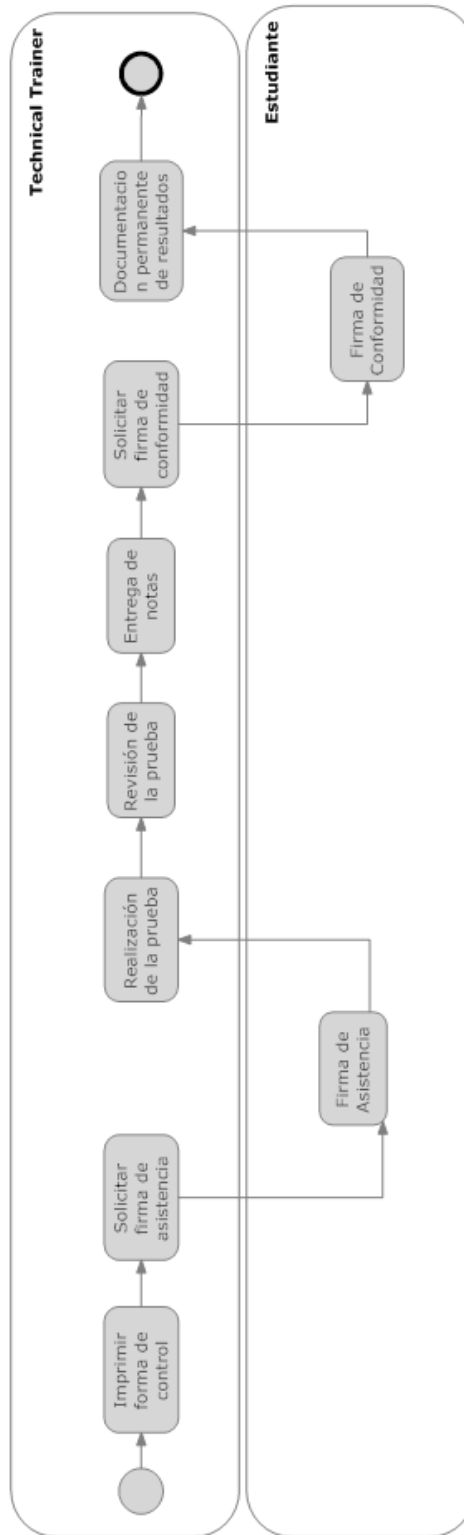 Technical Trainer
Imprimir
forma de
control
Solicitar
firma de
asistencia
Realización
de la prueba
Revisión de
la prueba
Entrega de
notas
Solicitar
firma de
conformidad
Documentacio
n permanente
de resultados
Estudiante
Firma de
Asistencia
Firma de
Conformidad